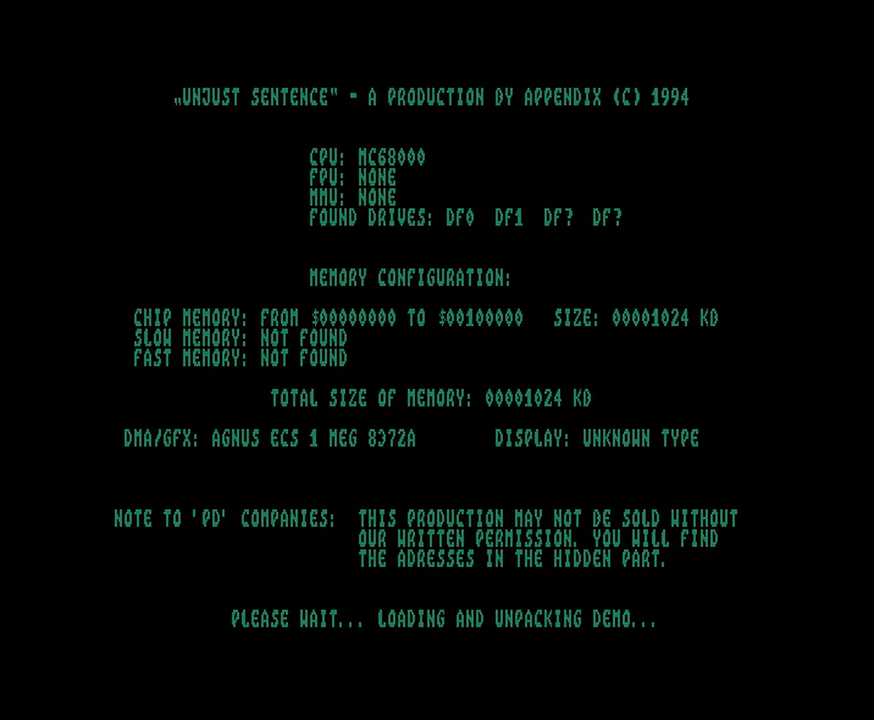 „UNJUST SENTENCE" - A PRODUCTION BY APPENDIX (C) 1994
CPU: MC68000
FPU: NONE
MMU: NONE
FOUND DRIVES: DF0 DF1 DF? DF?
MEMORY CONFIGURATION:
CHIP MEMORY: FROM $00000000 TO $00100000 SIZE: 00001024 KB
SLOW MEMORY: NOT FOUND
FAST MEMORY: NOT FOUND
TOTAL SIZE OF MEMORY: 00001024 KB
DMA/GFX: AGNUS ECS 1 MEG 8372A DISPLAY: UNKNOWN TYPE
NOTE TO 'PD' COMPANIES: THIS PRODUCTION MAY NOT BE SOLD WITHOUT
OUR WRITTEN PERMISSION. YOU WILL FIND
THE ADRESSES IN THE HIDDEN PART.
PLEASE WAIT... LOADING AND UNPACKING DEMO...